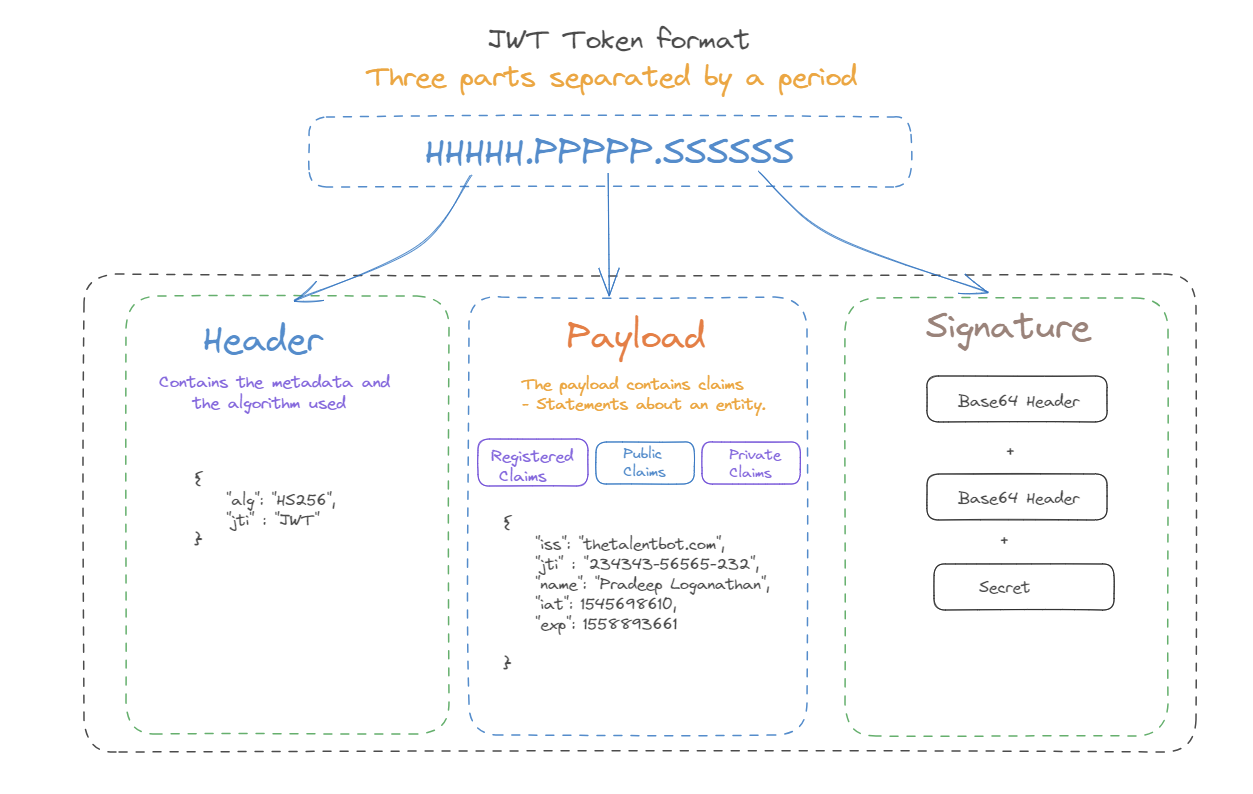 JWT Token format
Three parts separated by a period
HHHHH.PPPPP.SSSSSS
Header
Contains the metadata and
the algorithm used
{
"alg": "HS256",
"jti" : "JWT"
}
Payload
The payload contains claims
- Statements about an entity.
Registered
Claims
Public
Claims
Private
Claims
{
"iss": "thetalentbot.com",
"jti" : "234343-56565-232",
"name": "Pradeep Loganathan",
"iat": 1545698610,
"exp": 1558893661
}
Signature
Base64 Header
+
Base64 Header
+
Secret